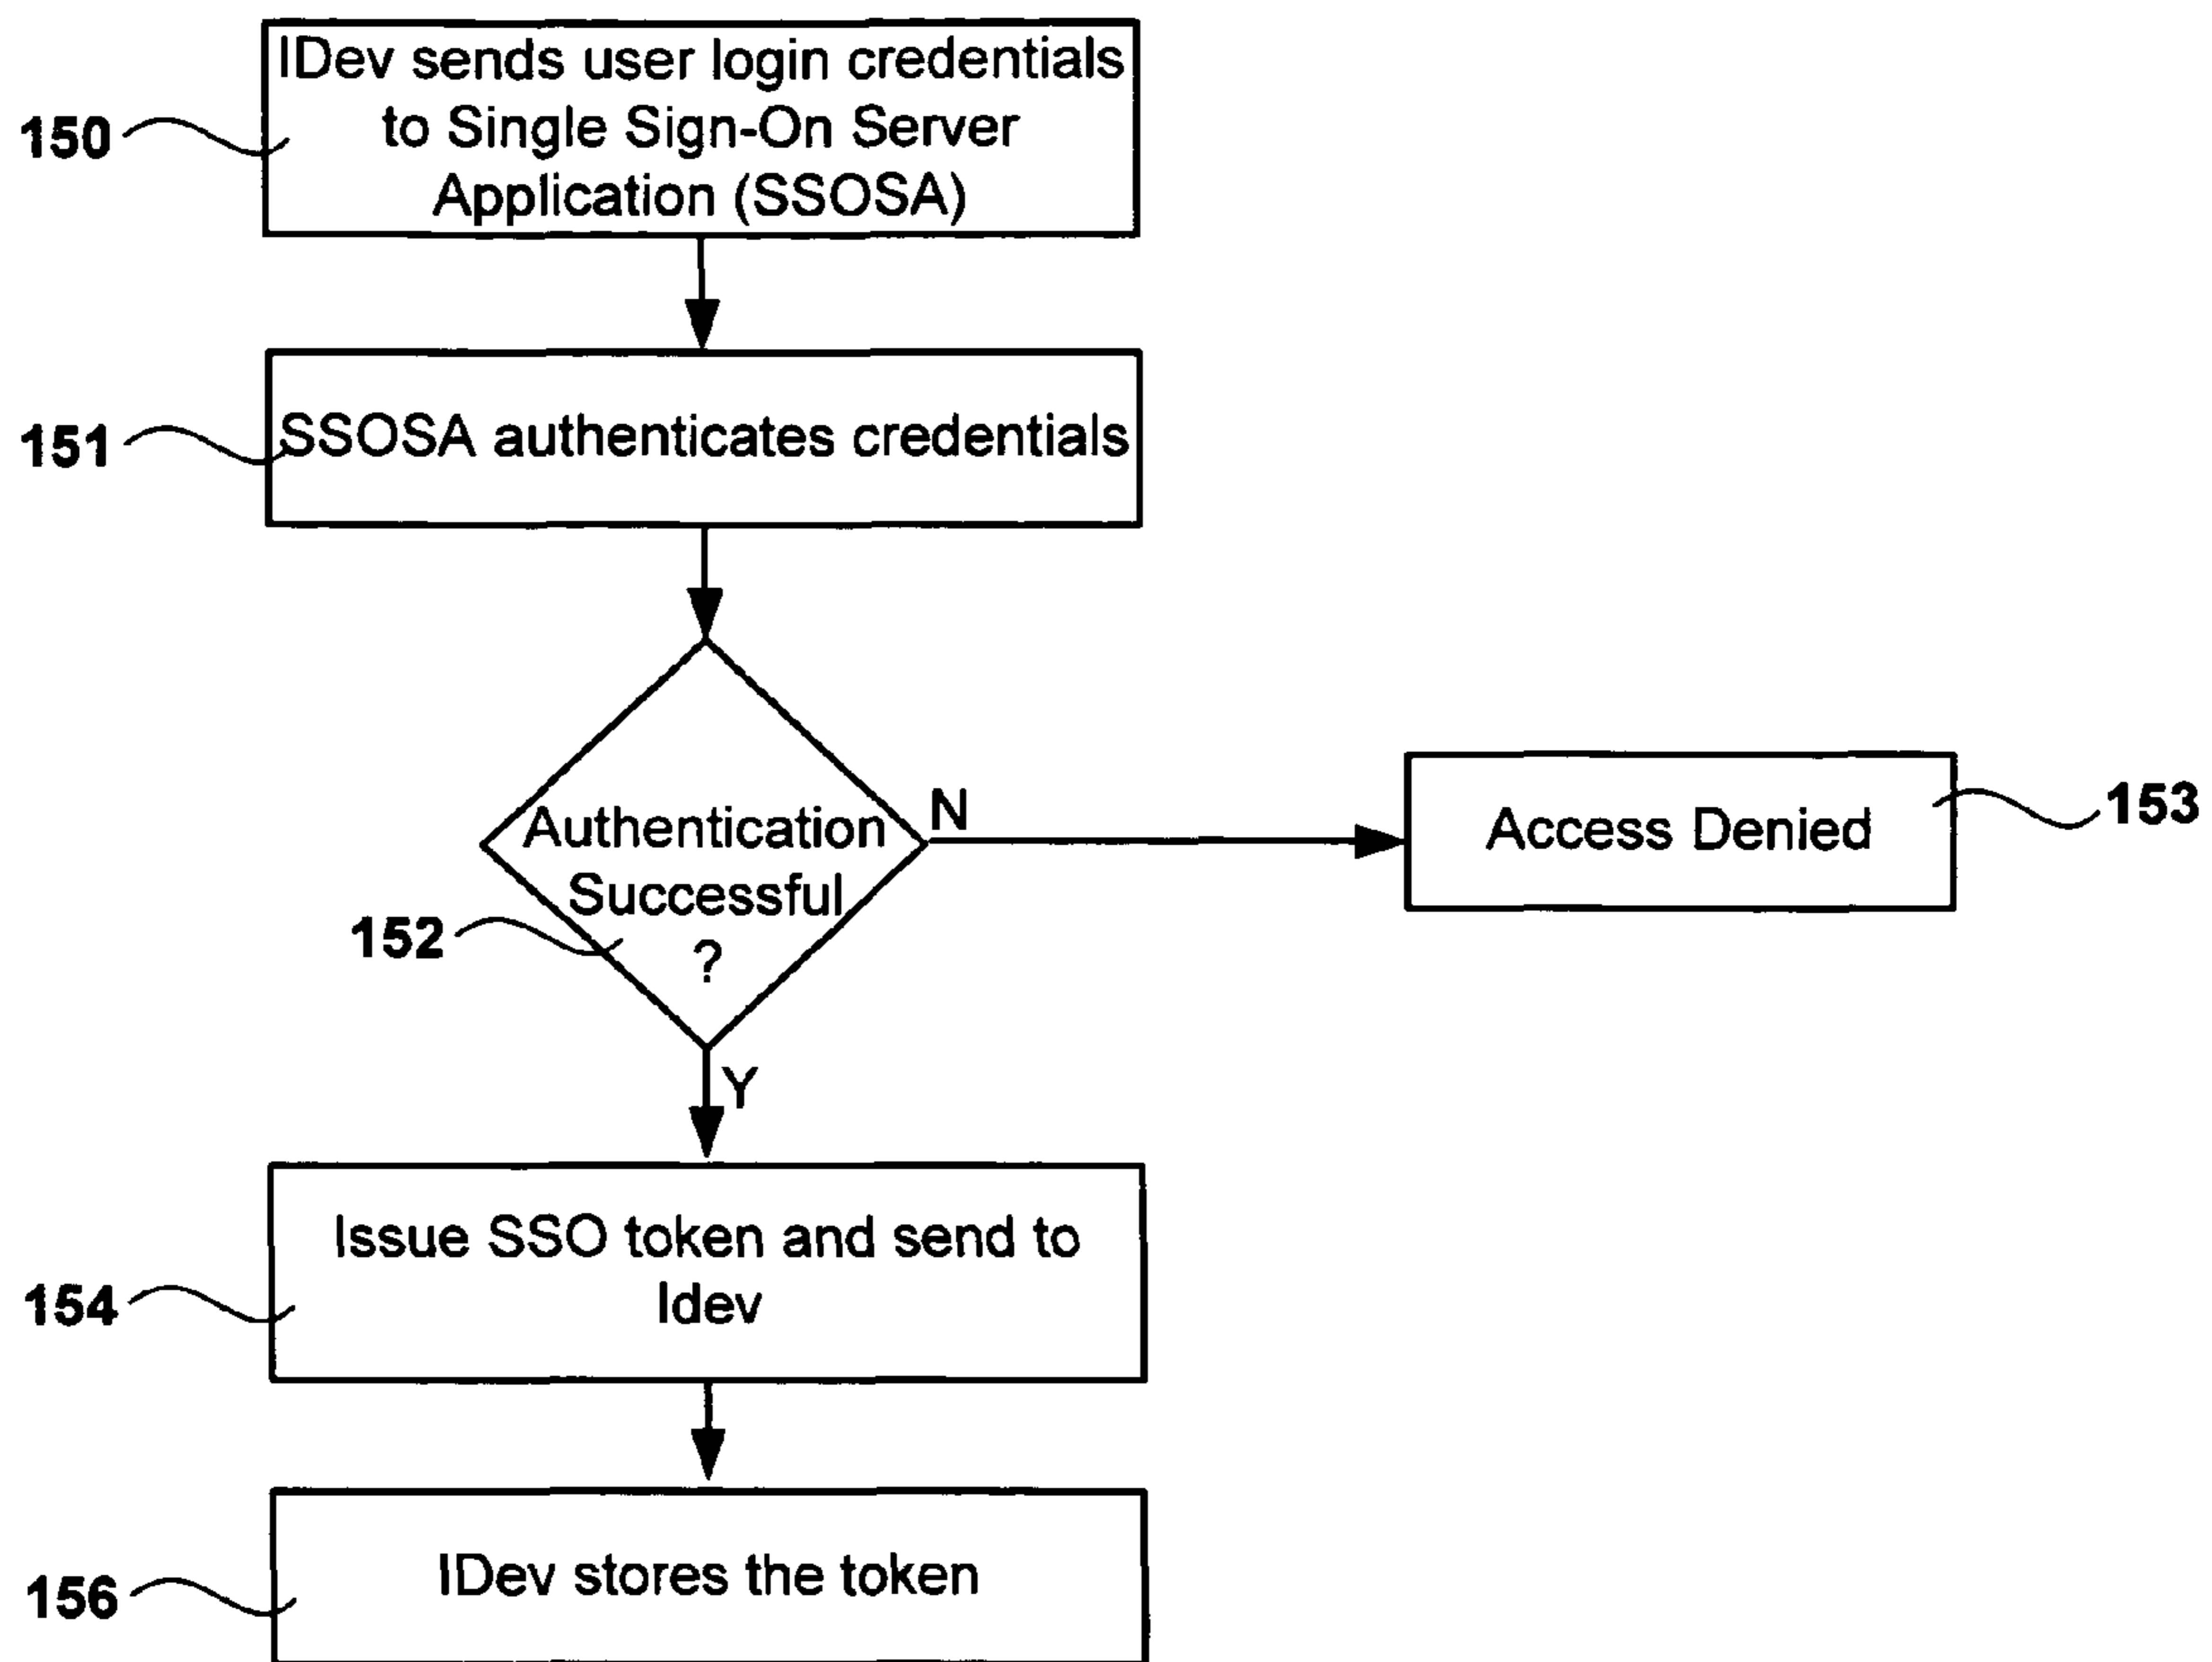 IDev sends user login credentials
to Single Sign-On Server
Application (SSOSA)
150
SSOSA authenticates credentials
151
Authentication
Successful
?
152
N
Access Denied
153
Y
Issue SSO token and send to
Idev
154
IDev stores the token
156